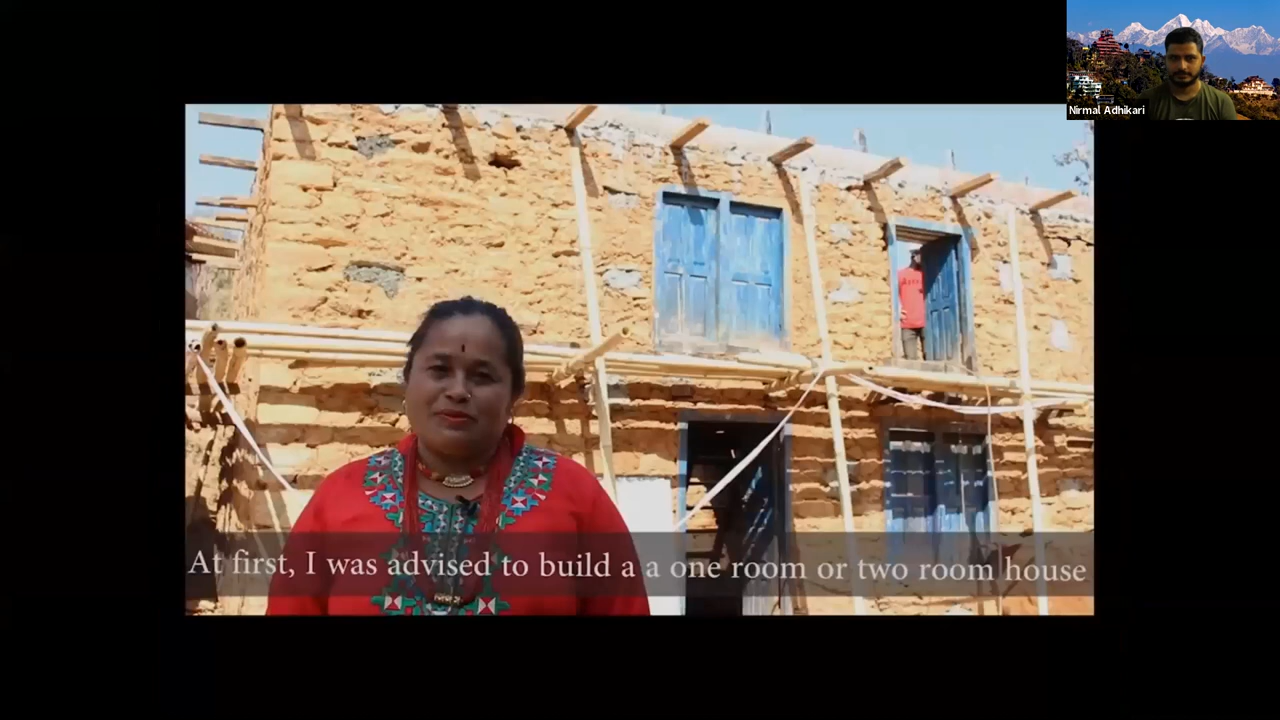 Nirmal Adhikari
At first, I was advised to build a a one room or two room house